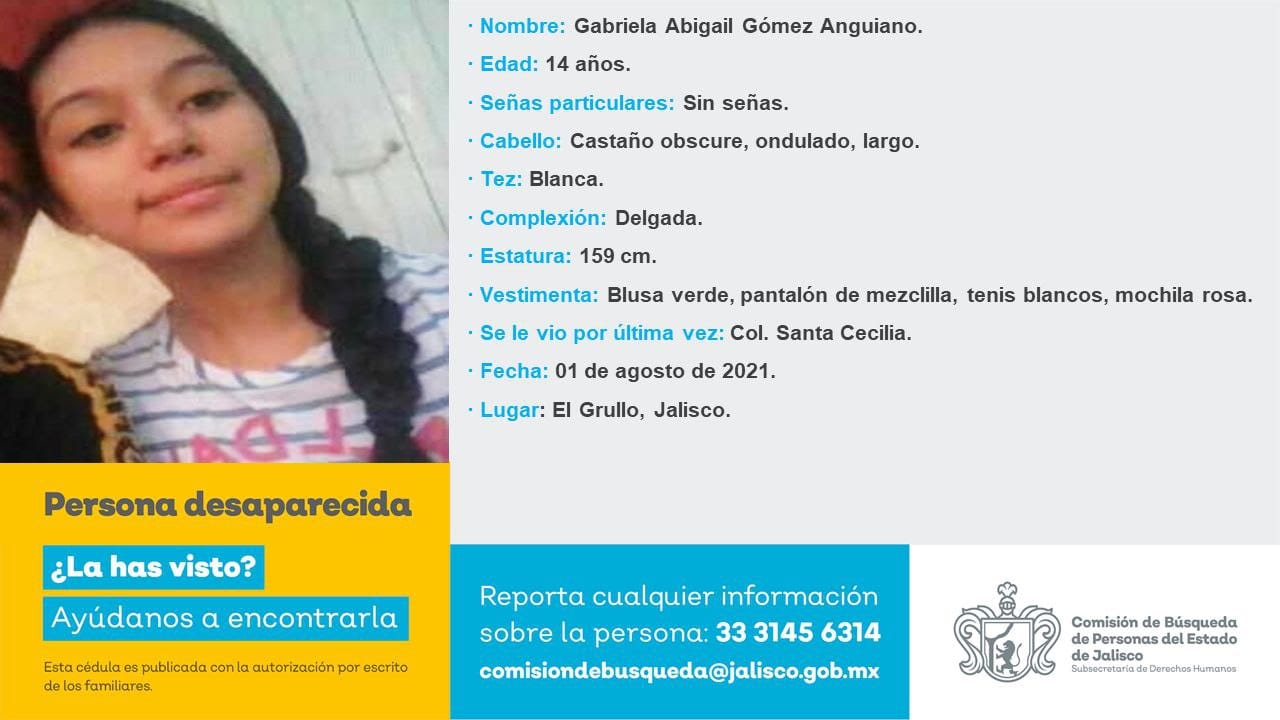 · Nombre: Gabriela Abigail Gómez Anguiano.
· Edad: 14 años.
· Señas particulares: Sin señas.
· Cabello: Castaño obscure, ondulado, largo.
· Tez: Blanca.
· Complexión: Delgada.
· Estatura: 159 cm.
· Vestimenta: Blusa verde, pantalón de mezclilla, tenis blancos, mochila rosa.
· Se le vio por última vez: Col. Santa Cecilia.
· Fecha: 01 de agosto de 2021.
· Lugar: El Grullo, Jalisco.
Persona desaparecida
¿La has visto?
Ayúdanos a encontrarla
Esta cédula es publicada con la autorización por escrito
de los familiares.
Reporta cualquier información
sobre la persona: 33 3145 6314
comisiondebusqueda@jalisco.gob.mx
Comisión de Búsqueda
de Personas del Estado
de Jalisco
Subsecretaría de Derechos Humanos